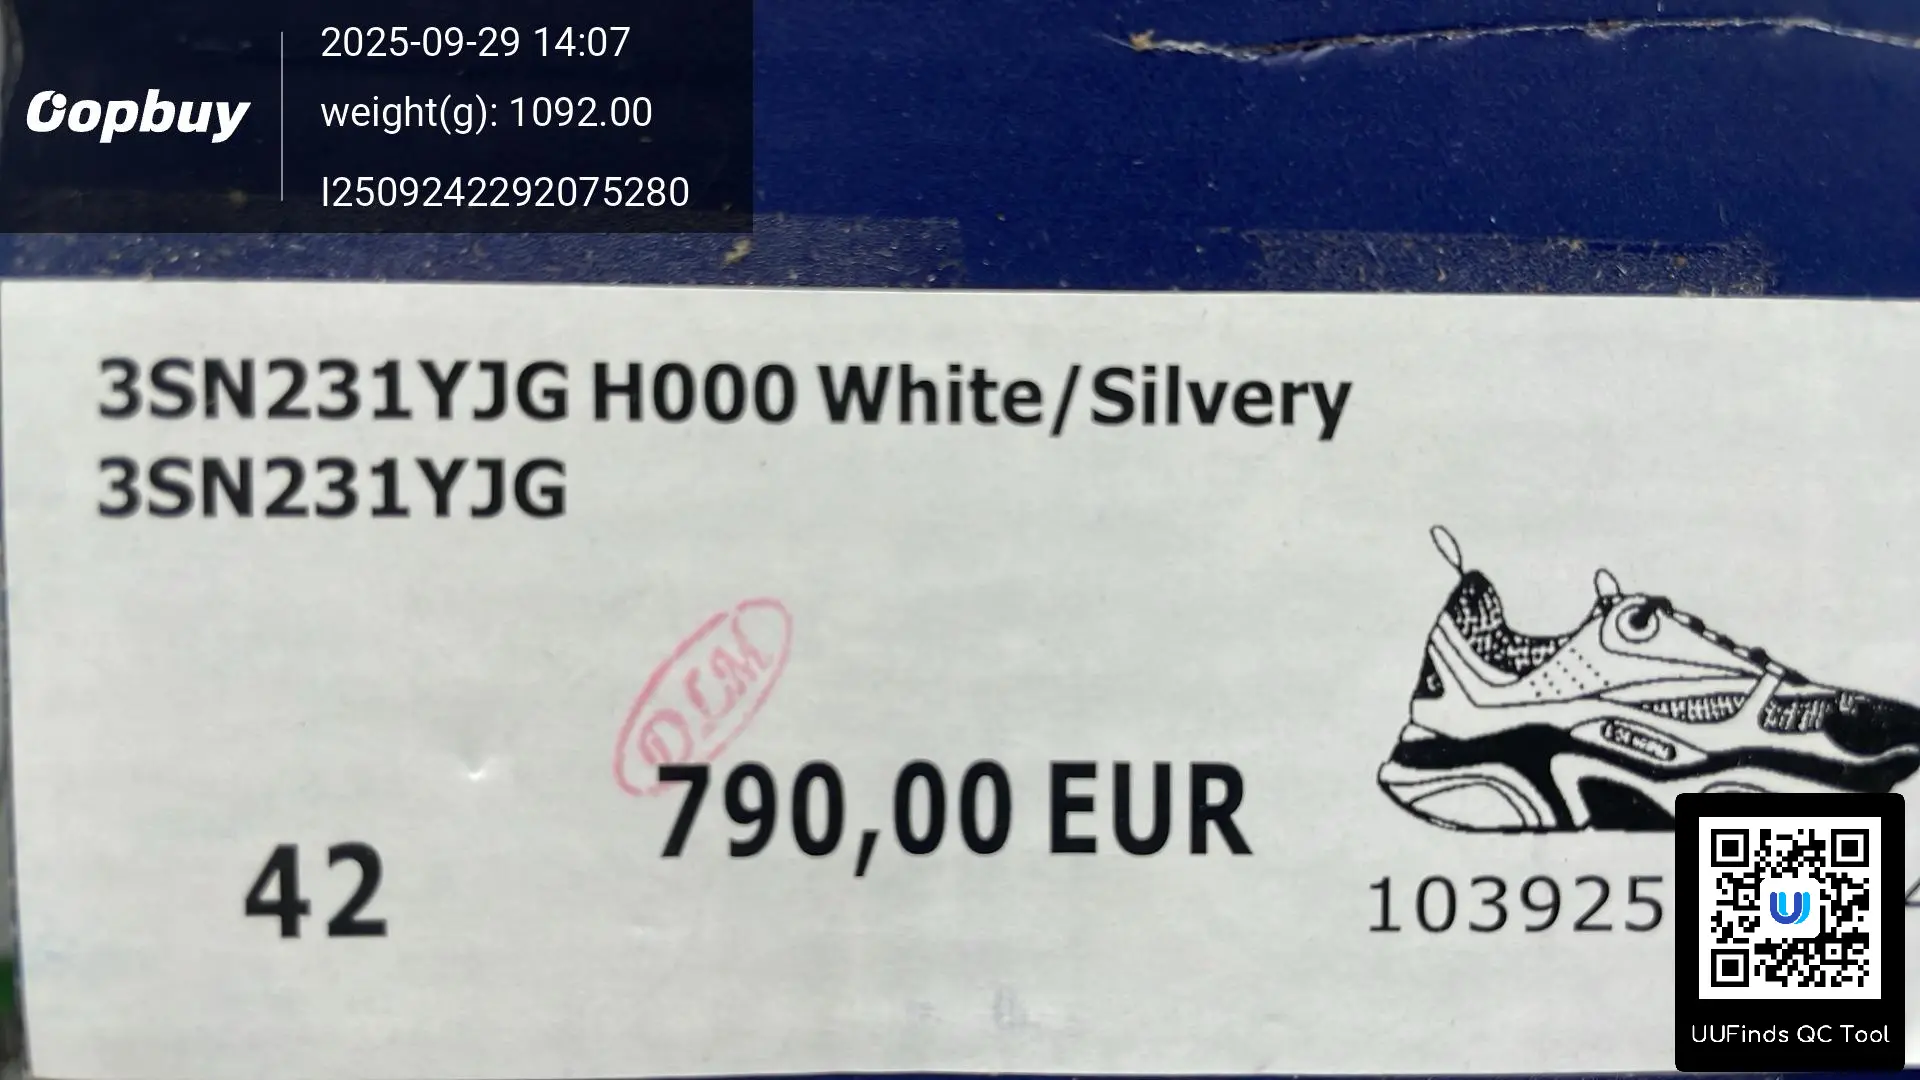 Oopbuy
2025-09-29 14:07
weight(g): 1092.00
I2509242292075280
3SN231YJG H000 White/Silvery
3SN231YJG
DLM
790,00 EUR
42
103925
UUFinds QC Tool